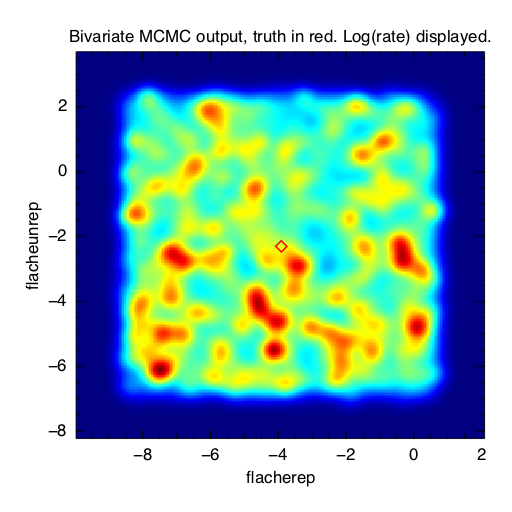 Bivariate MCMC output, truth in red. Log(rate) displayed.
2
0
−2
−4
−6
−8
flacheunrep
−8 −6 −4 −2 0 2
flacherep